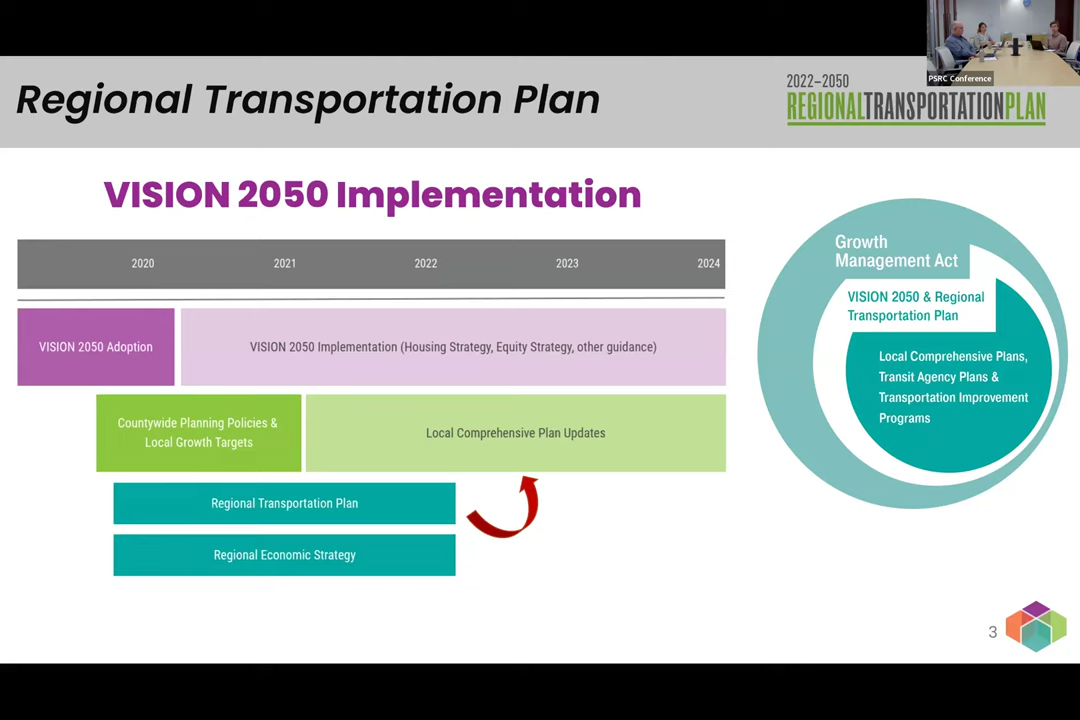 Regional Transportation Plan
2022–2050
REGIONALTRANSPORTATIONPLAN
PSRC Conference
VISION 2050 Implementation
2020
2021
2022
2023
2024
VISION 2050 Adoption
VISION 2050 Implementation (Housing Strategy, Equity Strategy, other guidance)
Countywide Planning Policies &
Local Growth Targets
Local Comprehensive Plan Updates
Regional Transportation Plan
Regional Economic Strategy
Growth
Management Act
VISION 2050 & Regional
Transportation Plan
Local Comprehensive Plans,
Transit Agency Plans &
Transportation Improvement
Programs
3